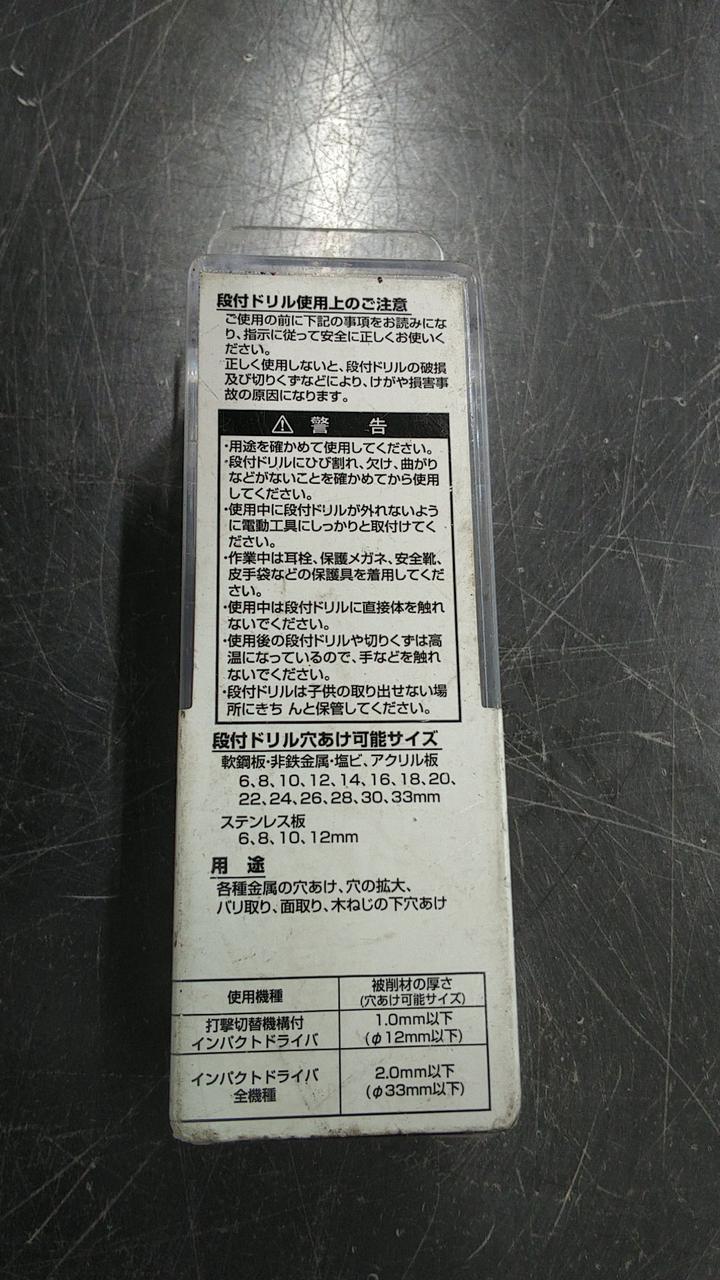 段付ドリル使用上のご注意
ご使用の前に下記の事項をお読みにな
り、指示に従って安全に正しくお使いく
ださい。
正しく使用しないと、段付ドリルの破損
及び切りくずなどにより、けがや損害事
故の原因になります。
⚠ 警 告
・用途を確かめて使用してください。
・段付ドリルにひび割れ、欠け、曲がり
などがないことを確かめてから使用
してください。
・使用中に段付ドリルが外れないよう
に電動工具にしっかりと取付けてく
ださい。
・作業中は耳栓、保護メガネ、安全靴、
皮手袋などの保護具を着用してくだ
さい。
・使用中は段付ドリルに直接体を触れ
ないでください。
・使用後の段付ドリルや切りくずは高
温になっているので、手などを触れ
ないでください。
・段付ドリルは子供の取り出せない場
所にきち んと保管してください。
段付ドリル穴あけ可能サイズ
軟鋼板・非鉄金属・塩ビ、アクリル板
6、8、10、12、14、16、18、20、
22、24、26、28、30、33mm
ステンレス板
6、8、10、12mm
用 途
各種金属の穴あけ、穴の拡大、
バリ取り、面取り、木ねじの下穴あけ
使用機種
被削材の厚さ
(穴あけ可能サイズ)
打撃切替機構付
インパクトドライバ
1.0mm以下
(φ12mm以下)
インパクトドライバ
全機種
2.0mm以下
(φ33mm以下)